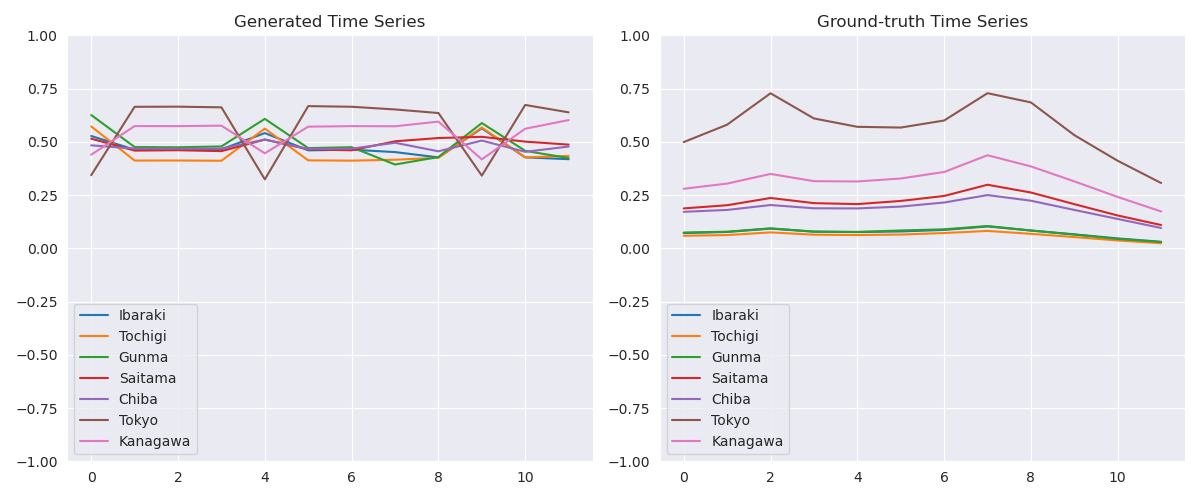 Generated Time Series
1.00
0.75
0.50
0.25
0.00
−0.25
−0.50
−0.75
−1.00
Ibaraki
Tochigi
Gunma
Saitama
Chiba
Tokyo
Kanagawa
0 2 4 6 8 10
Ground-truth Time Series
1.00
0.75
0.50
0.25
0.00
−0.25
−0.50
−0.75
−1.00
Ibaraki
Tochigi
Gunma
Saitama
Chiba
Tokyo
Kanagawa
0 2 4 6 8 10